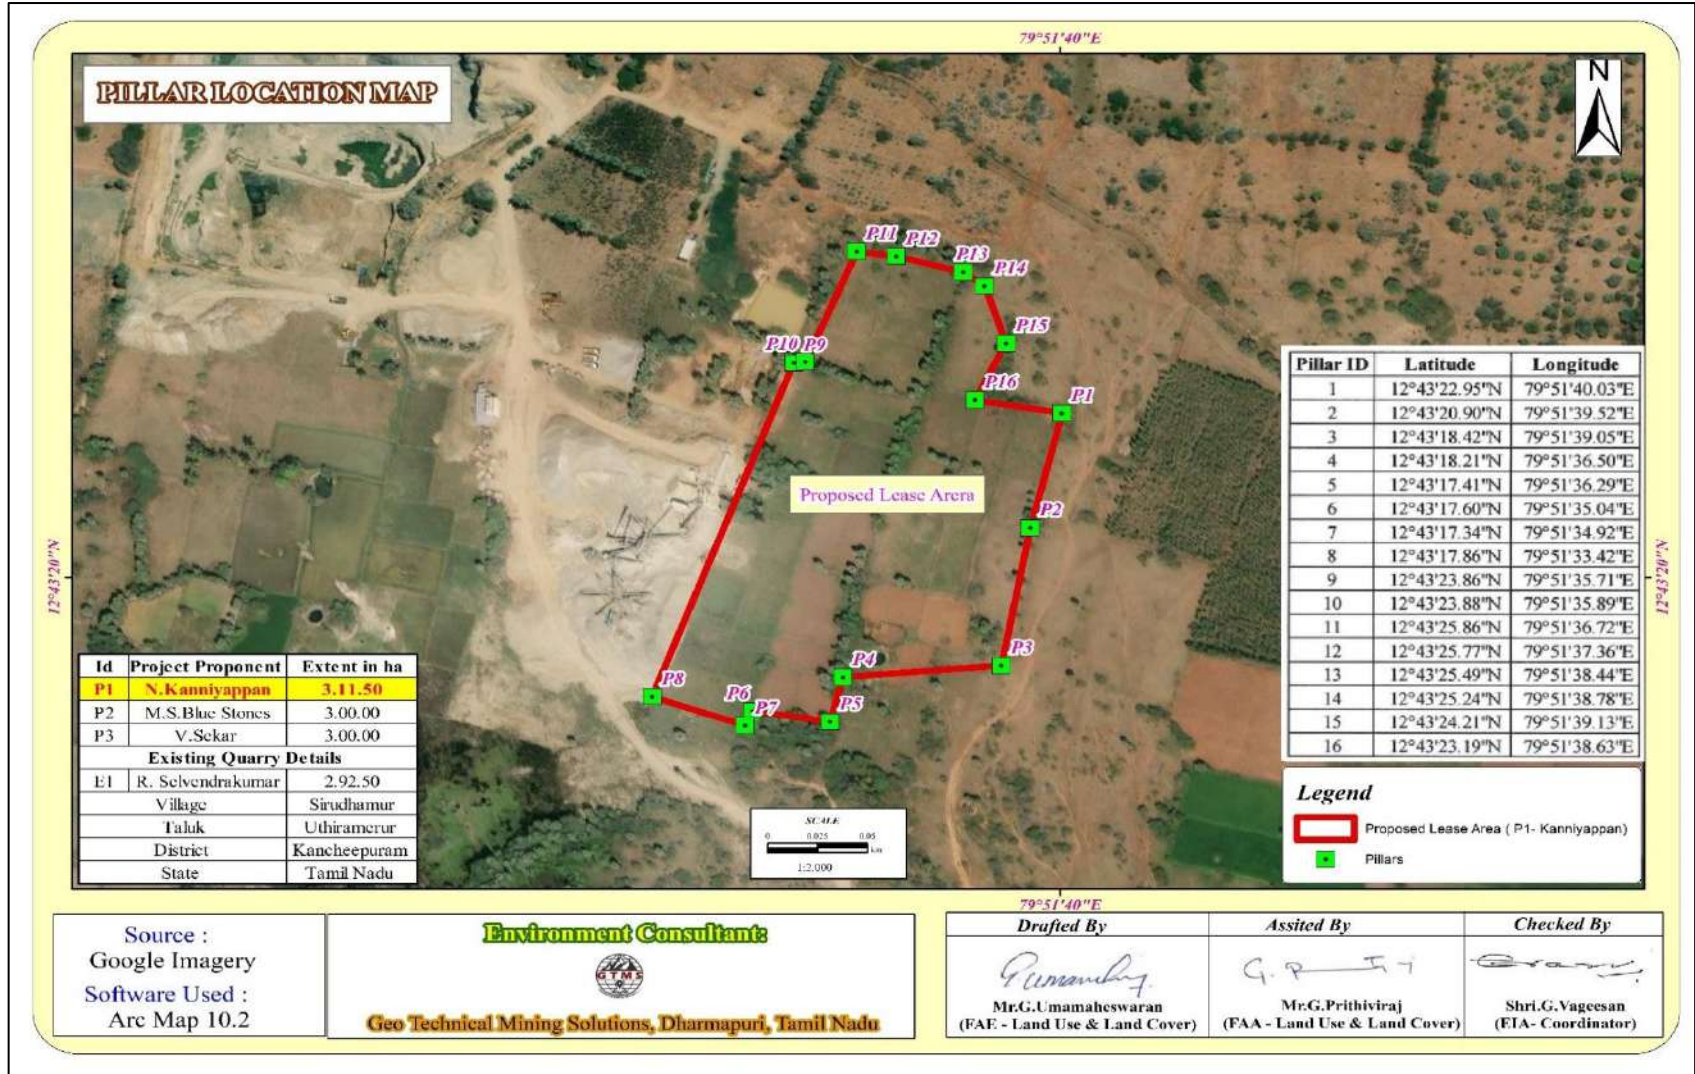 79°51'40"E
PILLAR LOCATION MAP
N
P11
P12
P13
P14
P15
P10
P9
P16
P1
Proposed Lease Arera
P2
P3
P4
P5
P6
P7
P8
12°43'20"N
12°43'20"N
Pillar ID Latitude Longitude
1 12°43'22.95"N 79°51'40.03"E
2 12°43'20.90"N 79°51'39.52"E
3 12°43'18.42"N 79°51'39.05"E
4 12°43'18.21"N 79°51'36.50"E
5 12°43'17.41"N 79°51'36.29"E
6 12°43'17.60"N 79°51'35.04"E
7 12°43'17.34"N 79°51'34.92"E
8 12°43'17.86"N 79°51'33.42"E
9 12°43'23.86"N 79°51'35.71"E
10 12°43'23.88"N 79°51'35.89"E
11 12°43'25.86"N 79°51'36.72"E
12 12°43'25.77"N 79°51'37.36"E
13 12°43'25.49"N 79°51'38.44"E
14 12°43'25.24"N 79°51'38.78"E
15 12°43'24.21"N 79°51'39.13"E
16 12°43'23.19"N 79°51'38.63"E
Id Project Proponent Extent in ha
P1 N.Kanniyappan 3.11.50
P2 M.S.Blue Stones 3.00.00
P3 V.Sekar 3.00.00
Existing Quarry Details
E1 R. Selvendrakumar 2.92.50
Village Sirudhamur
Taluk Uthiramerur
District Kancheepuram
State Tamil Nadu
SCALE
0 0.025 0.05
km
1:2,000
Legend
Proposed Lease Area ( P1- Kanniyappan)
Pillars
79°51'40"E
Source :
Google Imagery
Software Used :
Arc Map 10.2
Environment Consultant:
GTMS
Geo Technical Mining Solutions, Dharmapuri, Tamil Nadu
Drafted By
Mr.G.Umamaheswaran
(FAE - Land Use & Land Cover)
Assited By
Mr.G.Prithiviraj
(FAA - Land Use & Land Cover)
Checked By
Shri.G.Vageesan
(EIA- Coordinator)